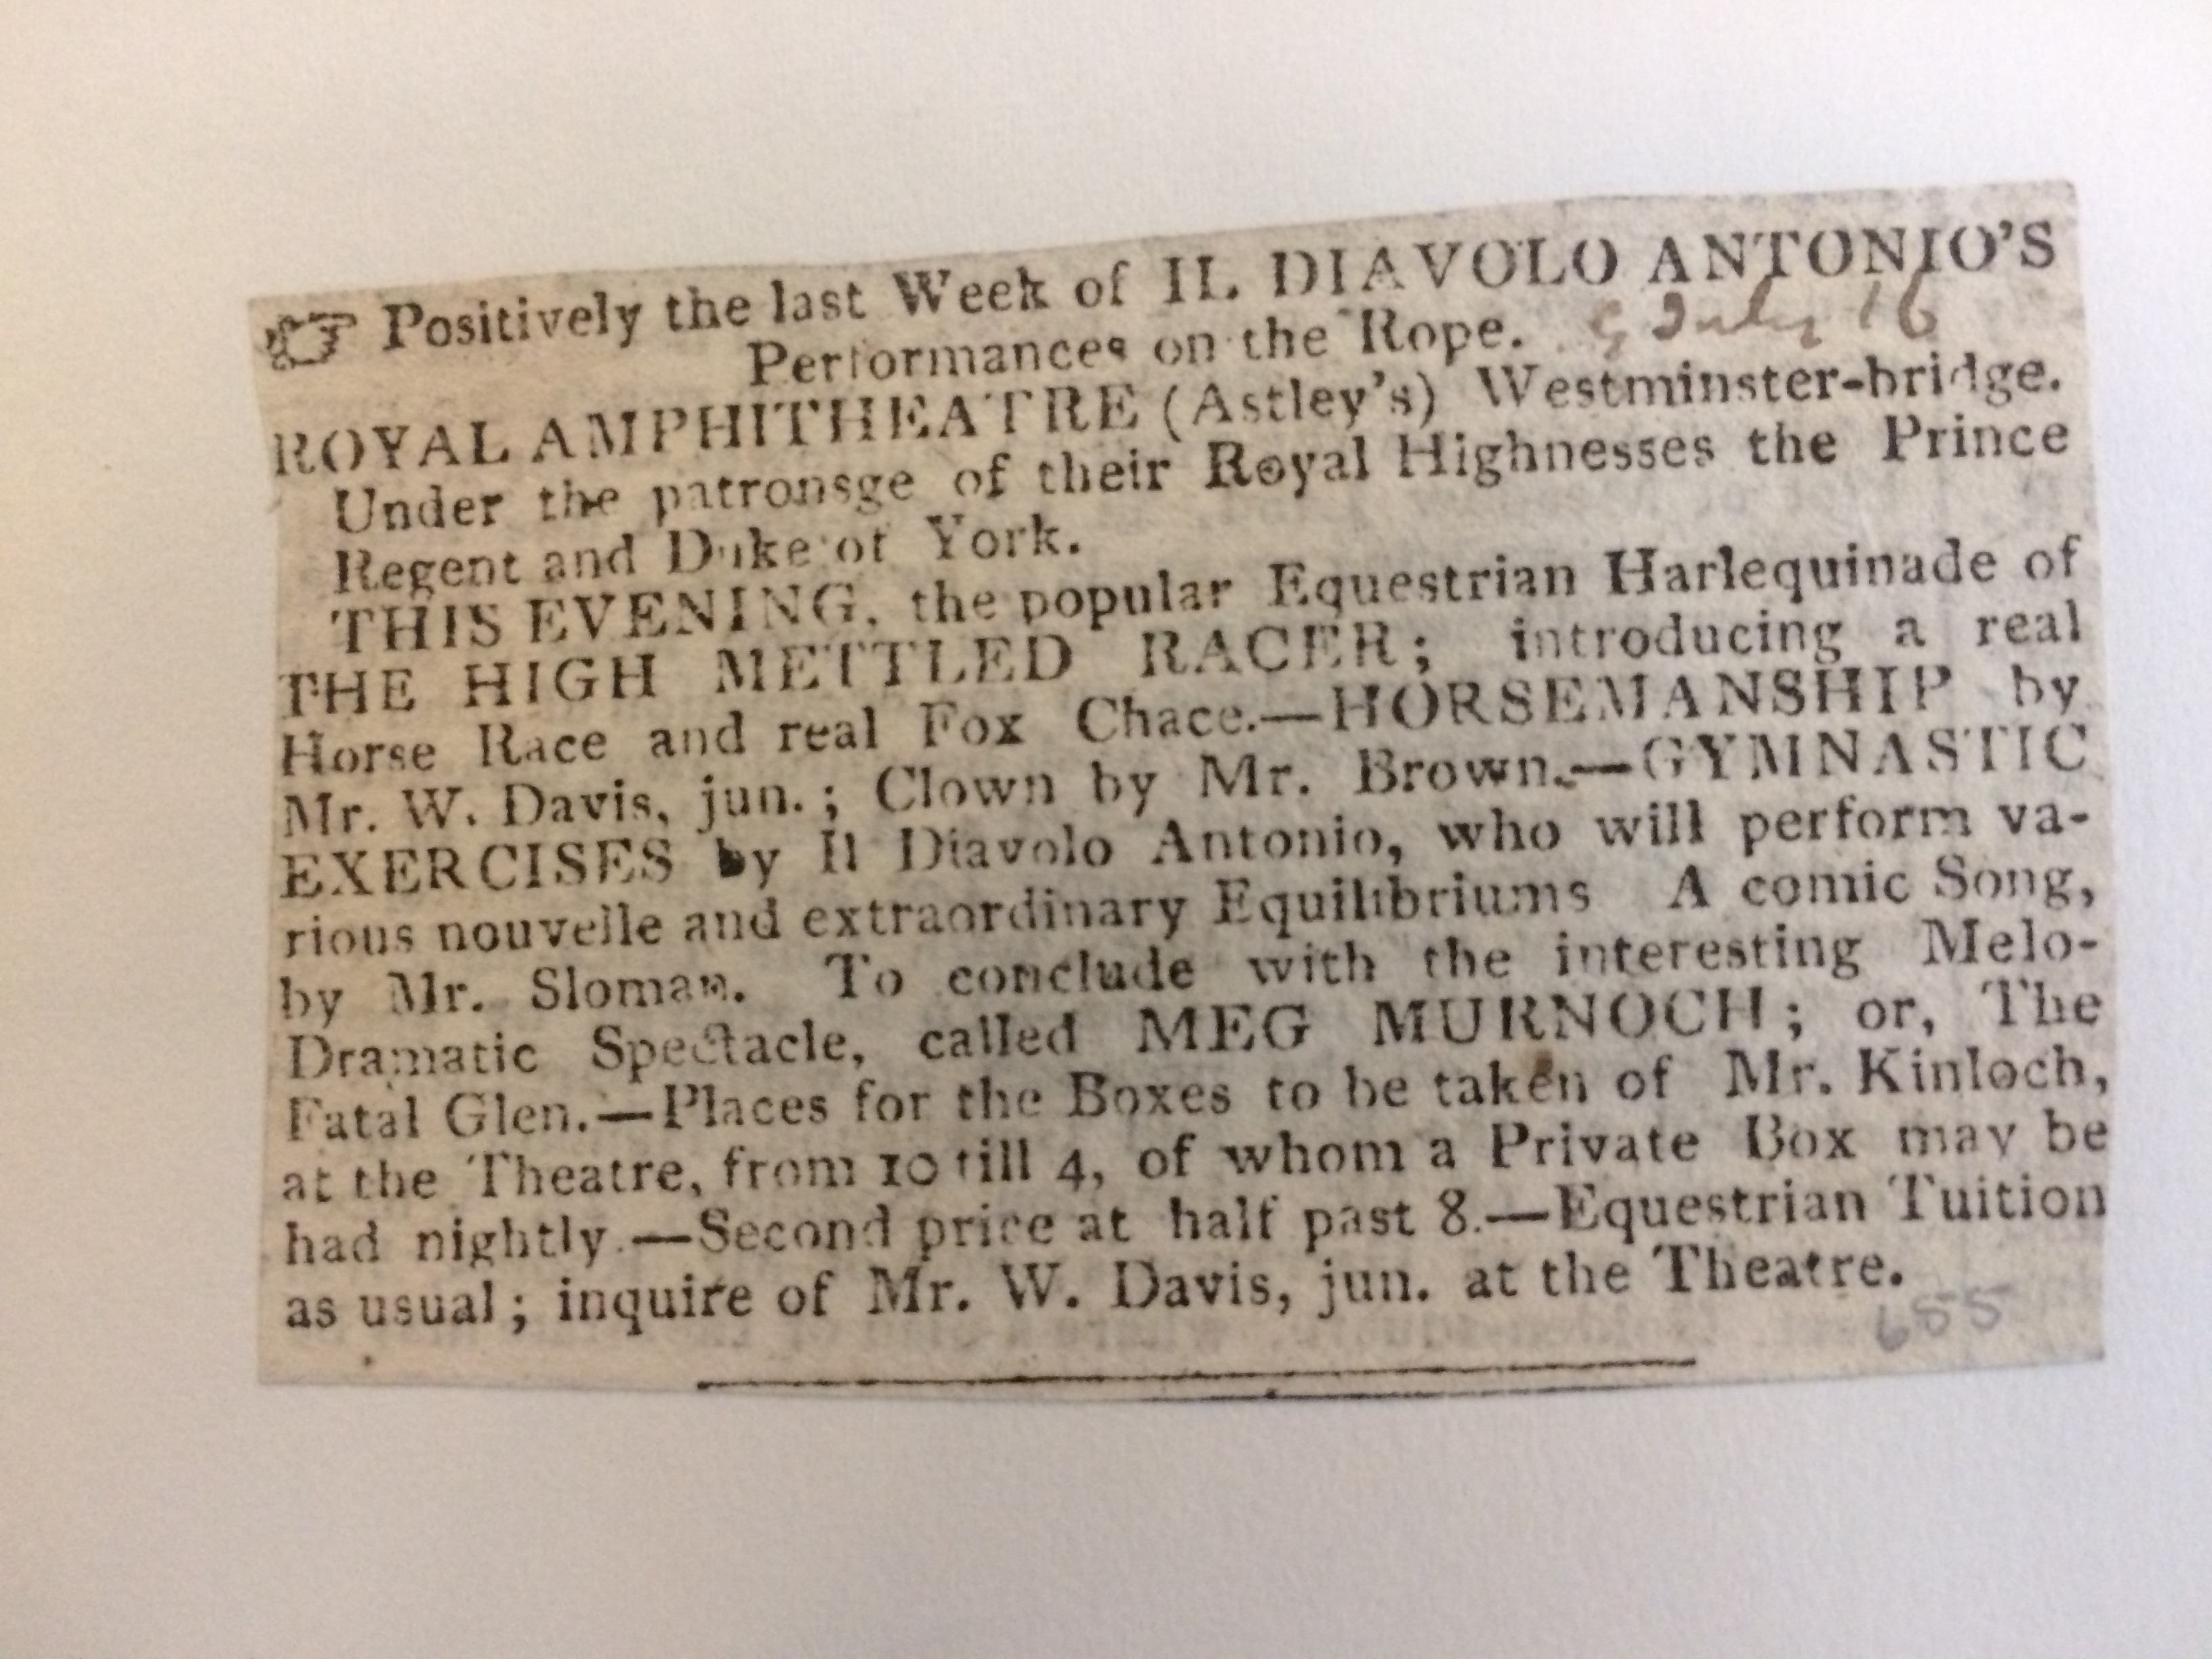 ☞ Positively the last Week of IL DIAVOLO ANTONIO'S
Performances on the Rope. 9 July 16
ROYAL AMPHITHEATRE (Astley's) Westminster-bridge.
Under the patronsge of their Royal Highnesses the Prince
Regent and Duke of York.
THIS EVENING, the popular Equestrian Harlequinade of
THE HIGH METTLED RACER; introducing a real
Horse Race and real Fox Chace.—HORSEMANSHIP by
Mr. W. Davis, jun.; Clown by Mr. Brown.—GYMNASTIC
EXERCISES by Il Diavolo Antonio, who will perform va-
rious nouvelle and extraordinary Equilibriums A comic Song,
by Mr. Sloman. To conclude with the interesting Melo-
Dramatic Spectacle, called MEG MURNOCH; or, The
Fatal Glen.—Places for the Boxes to be taken of Mr. Kinloch,
at the Theatre, from 10 till 4, of whom a Private Box may be
had nightly.—Second price at half past 8.—Equestrian Tuition
as usual; inquire of Mr. W. Davis, jun. at the Theatre.
655